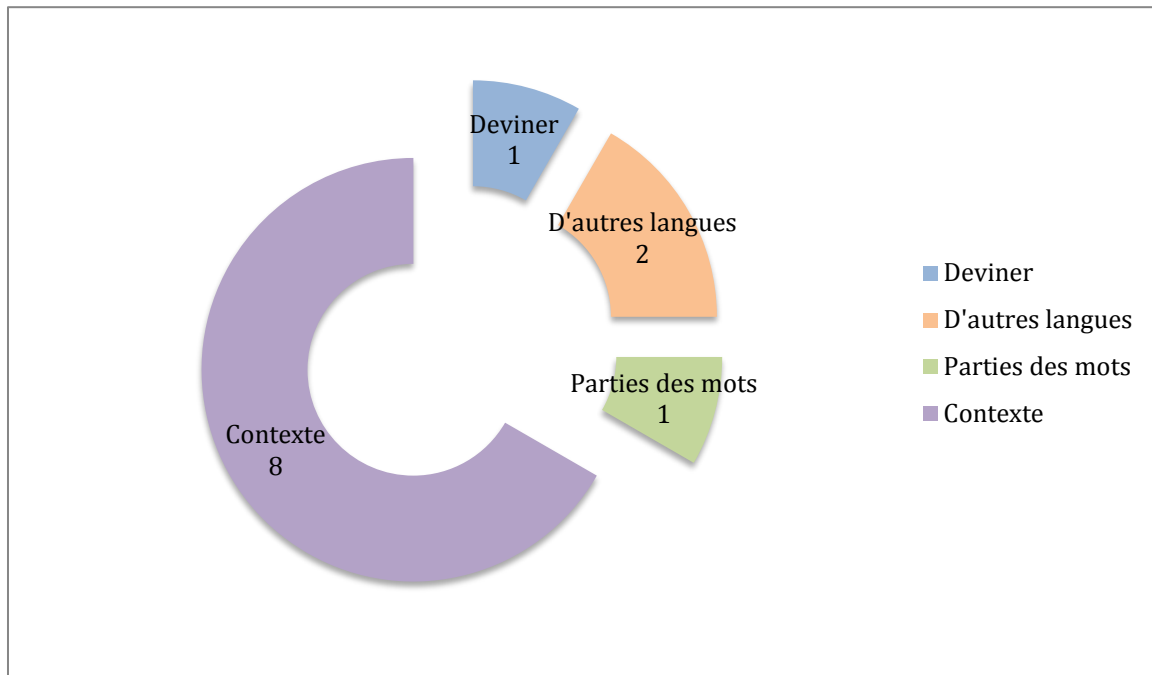 Deviner
1
D'autres langues
2
Parties des mots
1
Contexte
8
Deviner
D'autres langues
Parties des mots
Contexte